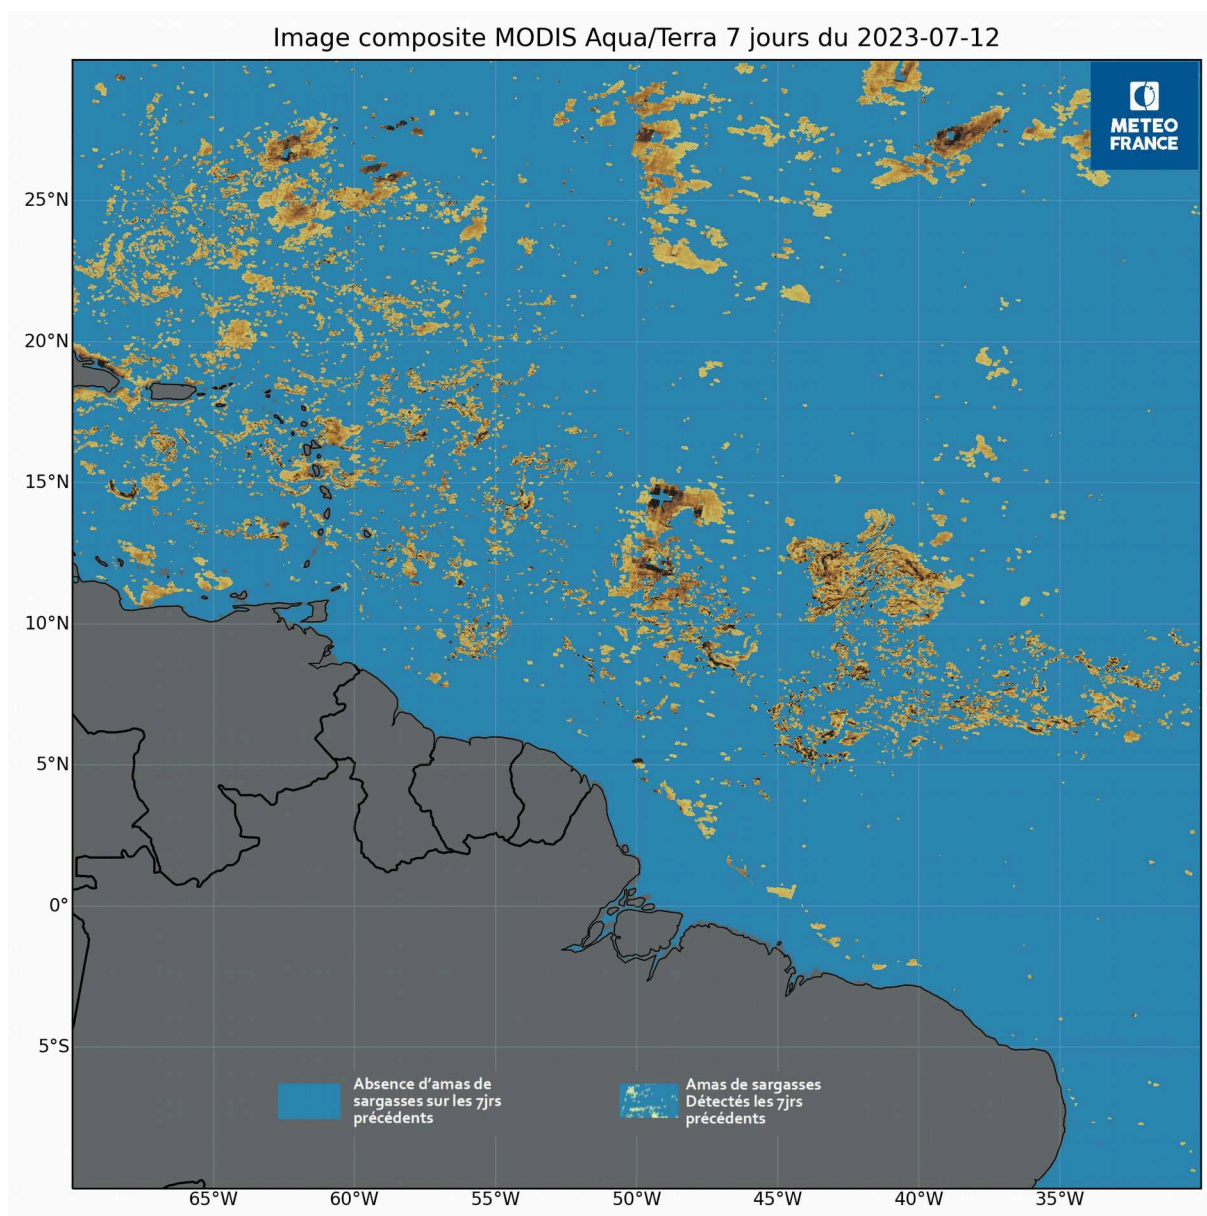 Image composite MODIS Aqua/Terra 7 jours du 2023-07-12
METEO
FRANCE
25°N
20°N
15°N
10°N
5°N
0°
5°S
Absence d'amas de
sargasses sur les 7jrs
précédents
Amas de sargasses
Détectés les 7jrs
précédents
65°W
60°W
55°W
50°W
45°W
40°W
35°W